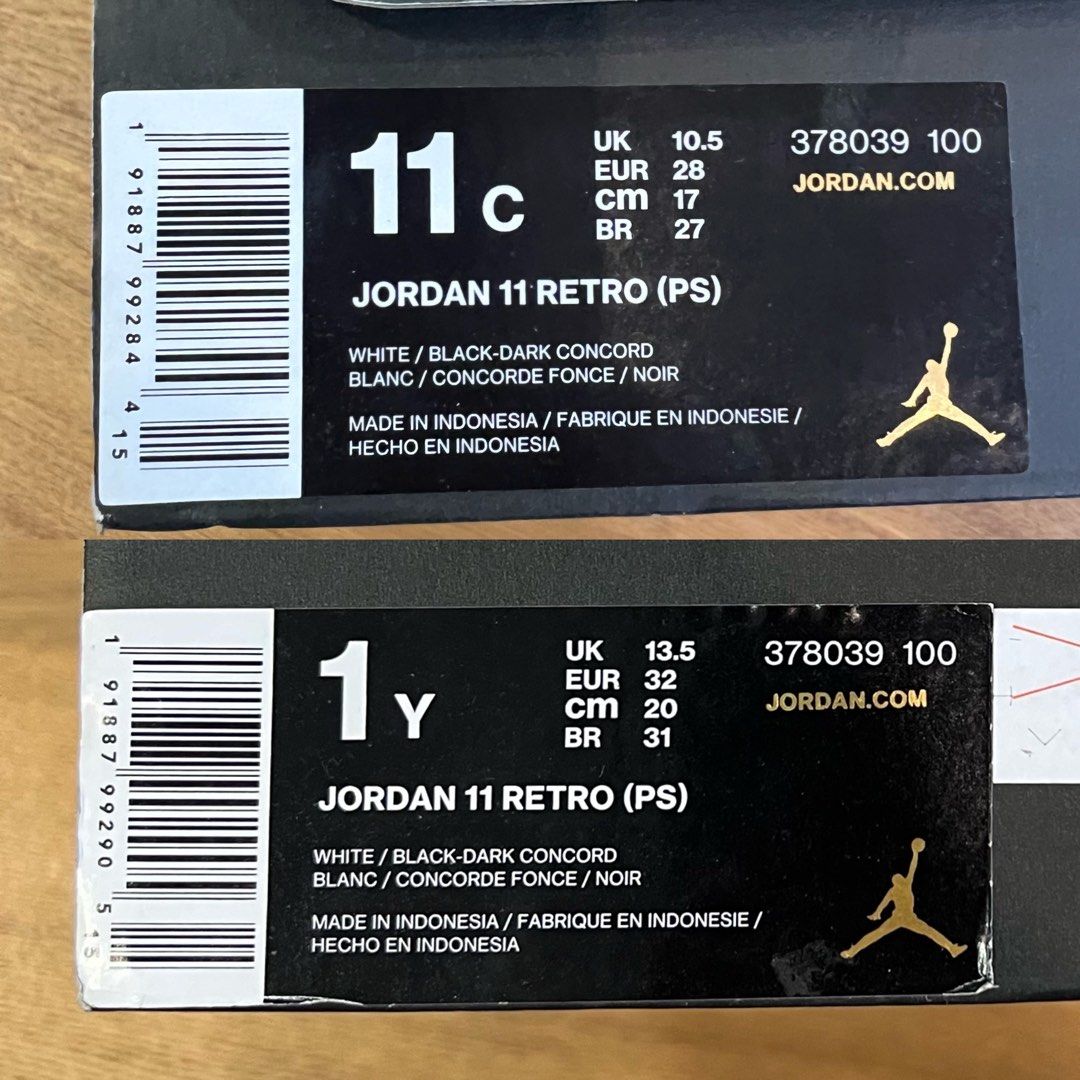 1 91887 99284 4 15
11 C
UK 10.5
EUR 28
cm 17
BR 27
378039 100
JORDAN.COM
JORDAN 11 RETRO (PS)
WHITE / BLACK-DARK CONCORD
BLANC / CONCORDE FONCE / NOIR
MADE IN INDONESIA / FABRIQUE EN INDONESIE /
HECHO EN INDONESIA
1 91887 99290 5 15
1 Y
UK 13.5
EUR 32
cm 20
BR 31
378039 100
JORDAN.COM
JORDAN 11 RETRO (PS)
WHITE / BLACK-DARK CONCORD
BLANC / CONCORDE FONCE / NOIR
MADE IN INDONESIA / FABRIQUE EN INDONESIE /
HECHO EN INDONESIA